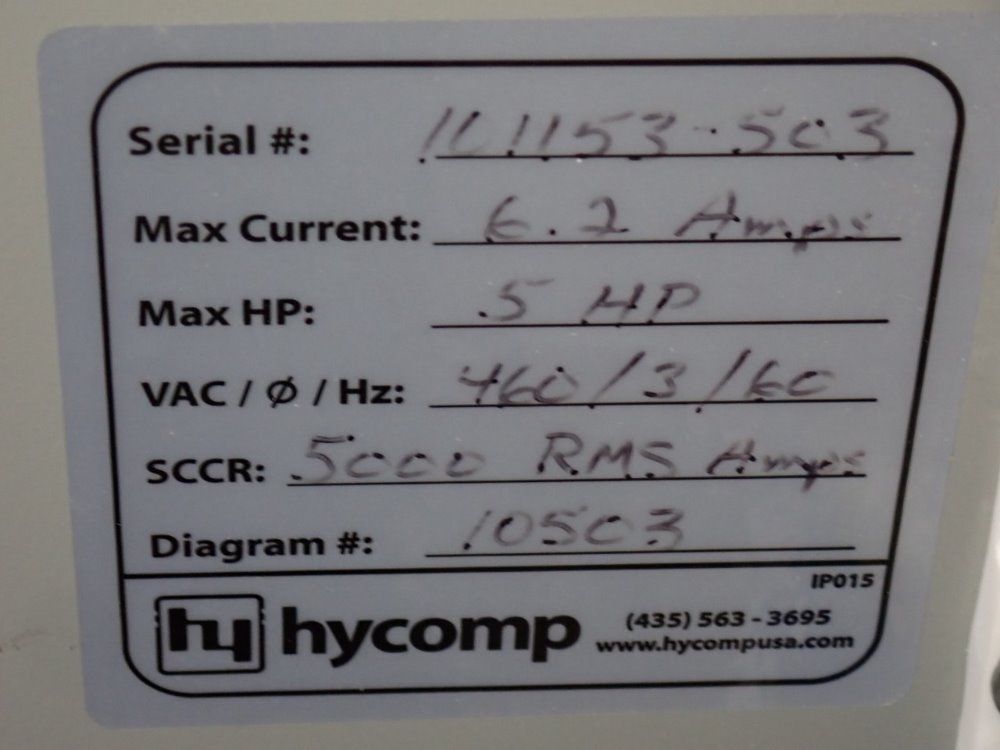 Serial #: 161153-503
Max Current: 6.2 Amps
Max HP: .5 HP
VAC / Ø / Hz: 460/3/60
SCCR: 5000 RMS Amps
Diagram #: 10503
IP015
hy hycomp
(435) 563 - 3695
www.hycompusa.com